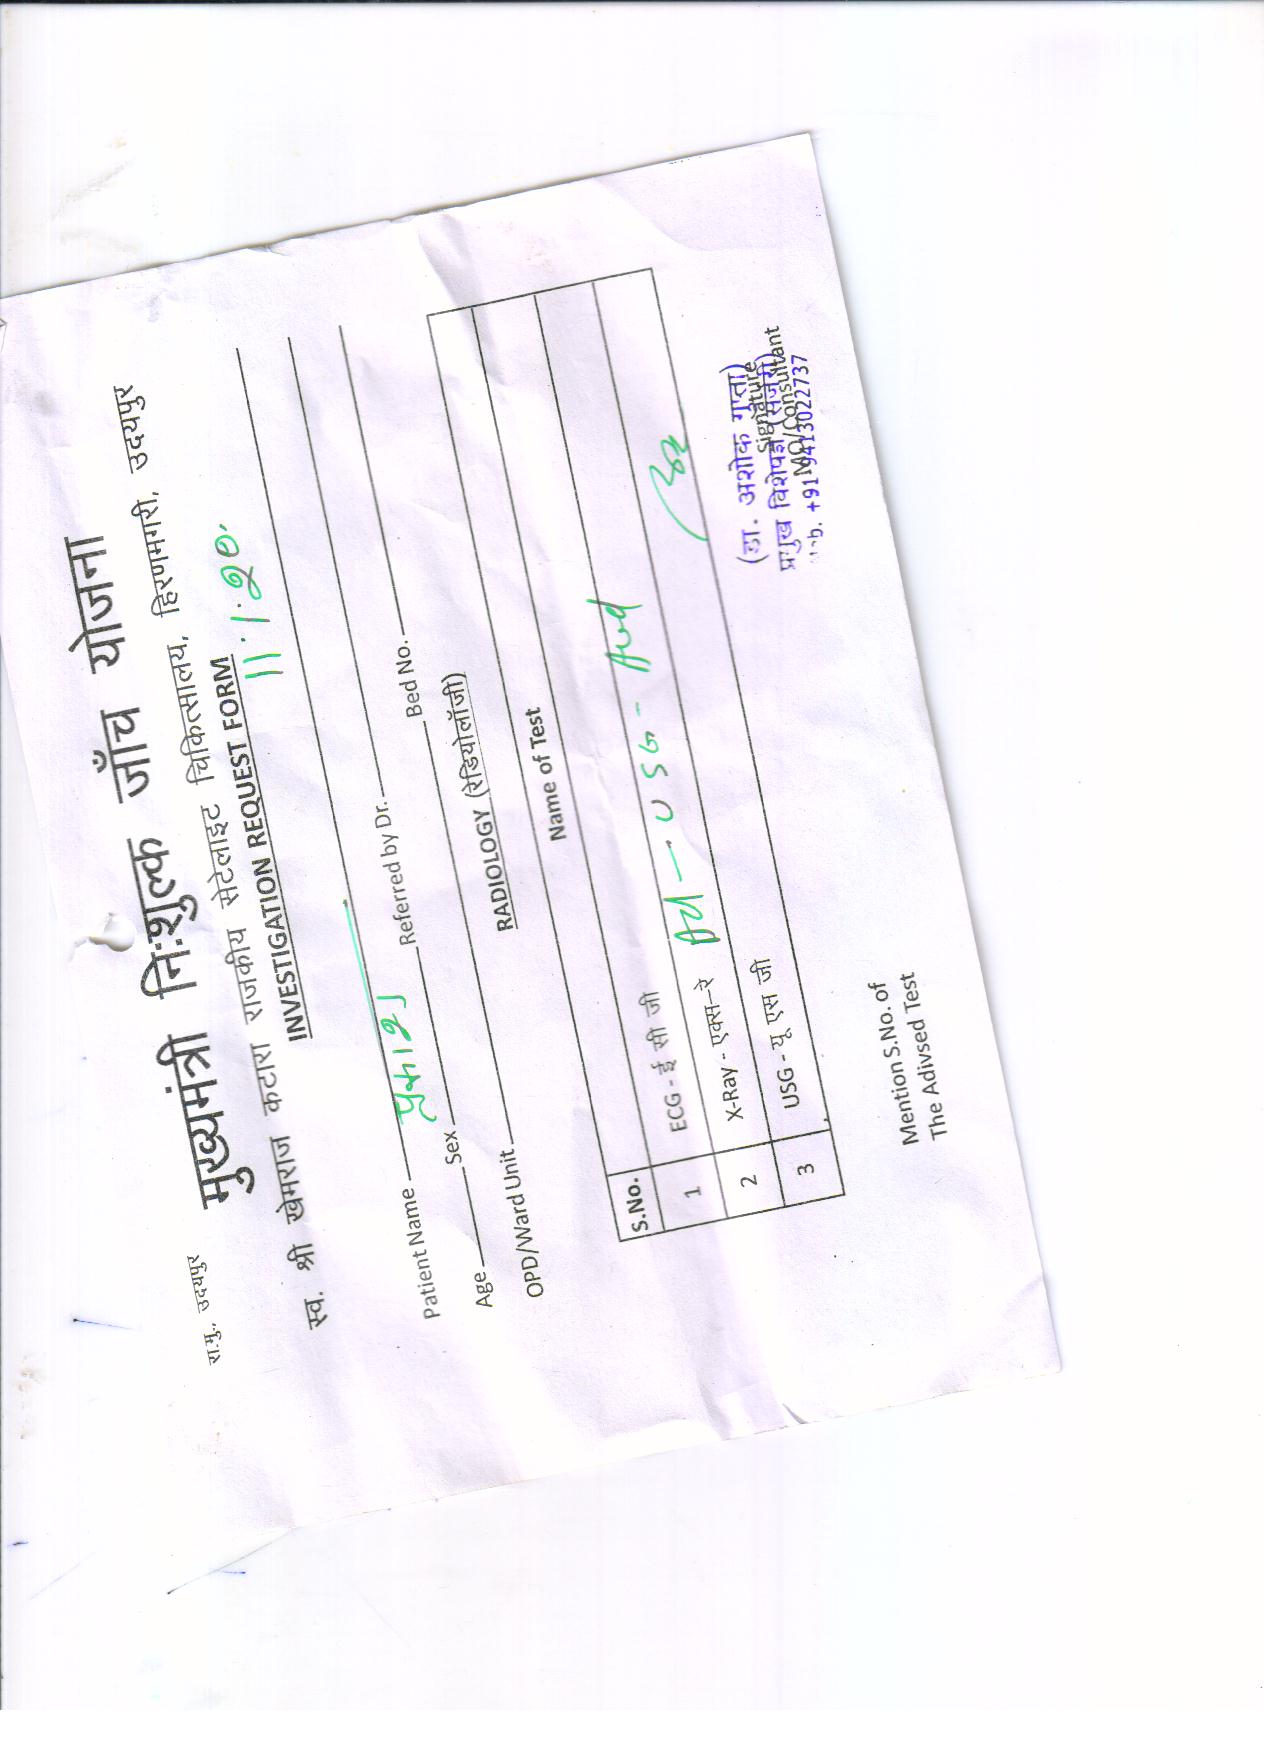 रा.मु., उदयपुर
मुख्यमंत्री निःशुल्क जाँच योजना
स्व. श्री खेमराज कटारा राजकीय सेटेलाइट चिकित्सालय, हिरणमगरी, उदयपुर
INVESTIGATION REQUEST FORM
11.1.20.
Patient Name प्रकाश
Age Sex Referred by Dr.
OPD/Ward Unit Bed No.
RADIOLOGY (रेडियोलॉजी)
S.No. Name of Test
1 ECG - ई सी जी
2 X-Ray - एक्स-रे Ad - USG - Abd
3 USG - यू एस जी
(डा. अशोक गुप्ता)
Signature
प्रमुख विशेषज्ञ (सर्जरी)
MO/Consultant
+919413022737
Mention S.No. of
The Adivsed Test